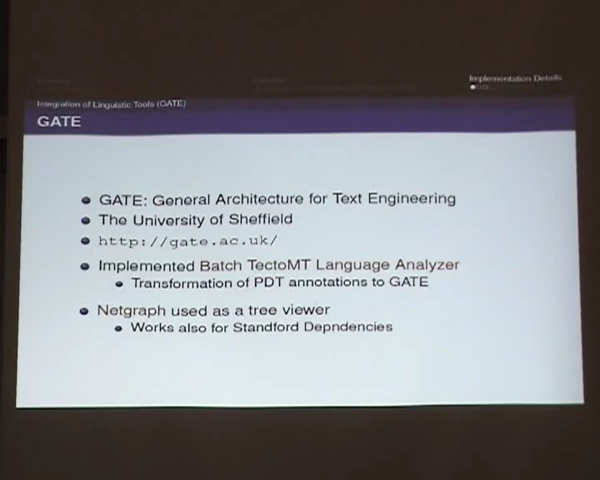 Implementation Details
Integration of Linguistic Tools (GATE)
GATE
GATE: General Architecture for Text Engineering
The University of Sheffield
http://gate.ac.uk/
Implemented Batch TectoMT Language Analyzer
Transformation of PDT annotations to GATE
Netgraph used as a tree viewer
Works also for Standford Depndencies